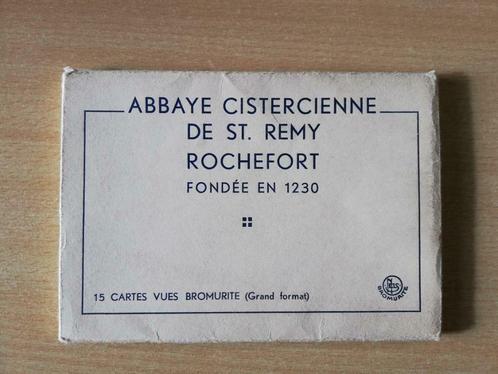 ABBAYE CISTERCIENNE
DE ST. REMY
ROCHEFORT
FONDÉE EN 1230
15 CARTES VUES BROMURITE (Grand format)
BROMURITE